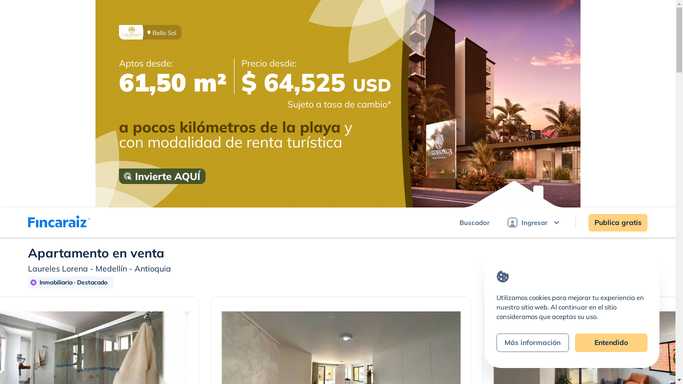 Bello Sol
Aptos desde:
61,50 m²
Precio desde:
$ 64,525 USD
Sujeto a tasa de cambio*
a pocos kilómetros de la playa y
con modalidad de renta turística
Invierte AQUÍ
Fincaraiz
Buscador
Ingresar
Publica gratis
Apartamento en venta
Laureles Lorena - Medellín - Antioquia
Inmobiliaria - Destacado
Utilizamos cookies para mejorar tu experiencia en
nuestro sitio web. Al continuar en el sitio
consideramos que aceptas su uso.
Más información
Entendido